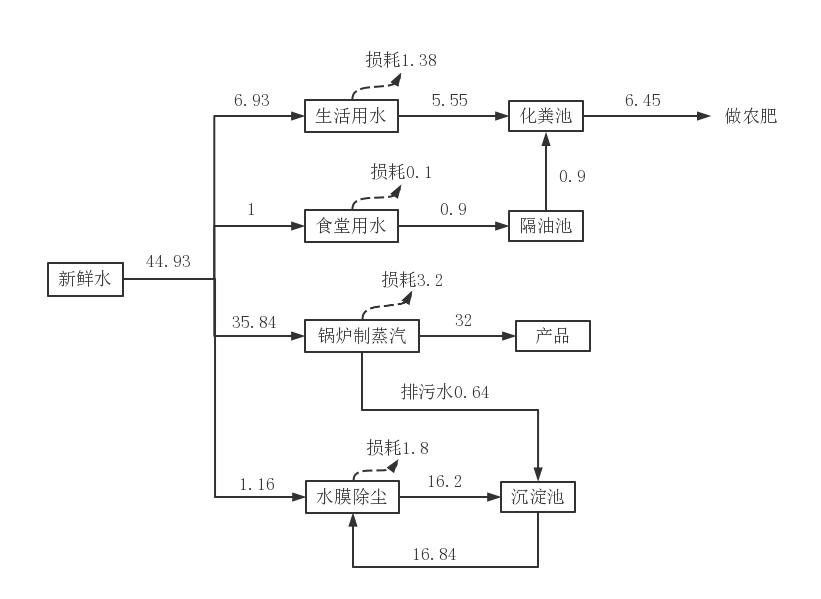 损耗1.38
6.93
生活用水
5.55
化粪池
6.45
做农肥
损耗0.1
0.9
1
食堂用水
0.9
隔油池
44.93
新鲜水
损耗3.2
35.84
锅炉制蒸汽
32
产品
排污水0.64
损耗1.8
1.16
水膜除尘
16.2
沉淀池
16.84